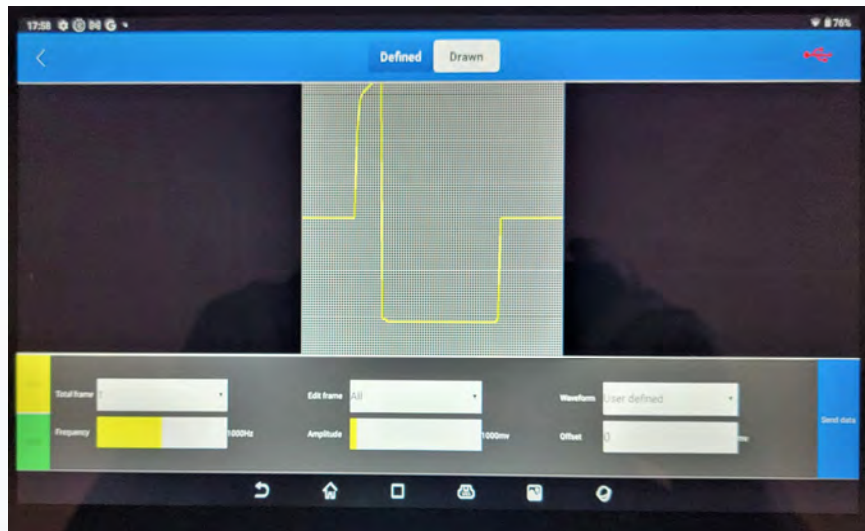 17:58 G 76%
Defined Drawn
Total frame 1 Edit frame All Waveform User defined
Frequency 1000Hz Amplitude 1000mv Offset 0
Send data